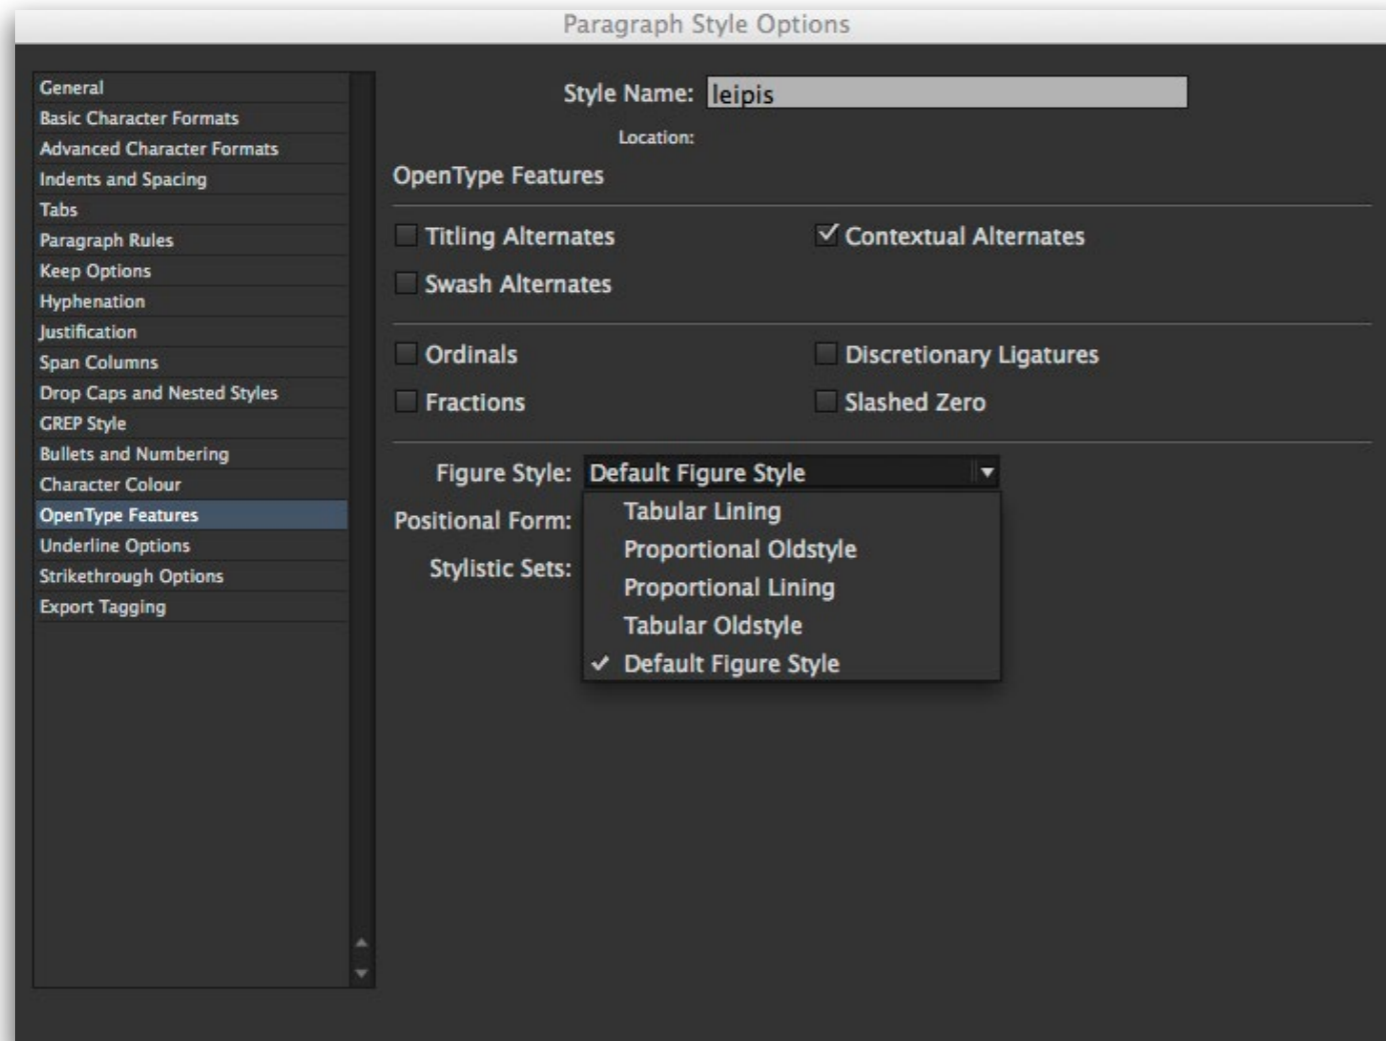 Paragraph Style Options
General
Basic Character Formats
Advanced Character Formats
Indents and Spacing
Tabs
Paragraph Rules
Keep Options
Hyphenation
Justification
Span Columns
Drop Caps and Nested Styles
GREP Style
Bullets and Numbering
Character Colour
OpenType Features
Underline Options
Strikethrough Options
Export Tagging
Style Name: leipis
Location:
OpenType Features
Titling Alternates
Contextual Alternates
Swash Alternates
Ordinals
Discretionary Ligatures
Fractions
Slashed Zero
Figure Style: Default Figure Style
Positional Form:
Stylistic Sets:
Tabular Lining
Proportional Oldstyle
Proportional Lining
Tabular Oldstyle
Default Figure Style